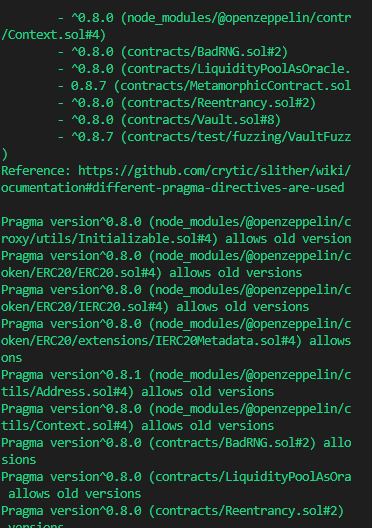 - ^0.8.0 (node_modules/@openzeppelin/contr
/Context.sol#4)
- ^0.8.0 (contracts/BadRNG.sol#2)
- ^0.8.0 (contracts/LiquidityPoolAsOracle.
- 0.8.7 (contracts/MetamorphicContract.sol
- ^0.8.0 (contracts/Reentrancy.sol#2)
- ^0.8.0 (contracts/Vault.sol#8)
- ^0.8.7 (contracts/test/fuzzing/VaultFuzz
)
Reference: https://github.com/crytic/slither/wiki/
ocumentation#different-pragma-directives-are-used
Pragma version^0.8.0 (node_modules/@openzeppelin/c
roxy/utils/Initializable.sol#4) allows old version
Pragma version^0.8.0 (node_modules/@openzeppelin/c
oken/ERC20/ERC20.sol#4) allows old versions
Pragma version^0.8.0 (node_modules/@openzeppelin/c
oken/ERC20/IERC20.sol#4) allows old versions
Pragma version^0.8.0 (node_modules/@openzeppelin/c
oken/ERC20/extensions/IERC20Metadata.sol#4) allows
ons
Pragma version^0.8.1 (node_modules/@openzeppelin/c
tils/Address.sol#4) allows old versions
Pragma version^0.8.0 (node_modules/@openzeppelin/c
tils/Context.sol#4) allows old versions
Pragma version^0.8.0 (contracts/BadRNG.sol#2) allo
sions
Pragma version^0.8.0 (contracts/LiquidityPoolAsOra
allows old versions
Pragma version^0.8.0 (contracts/Reentrancy.sol#2)
versions